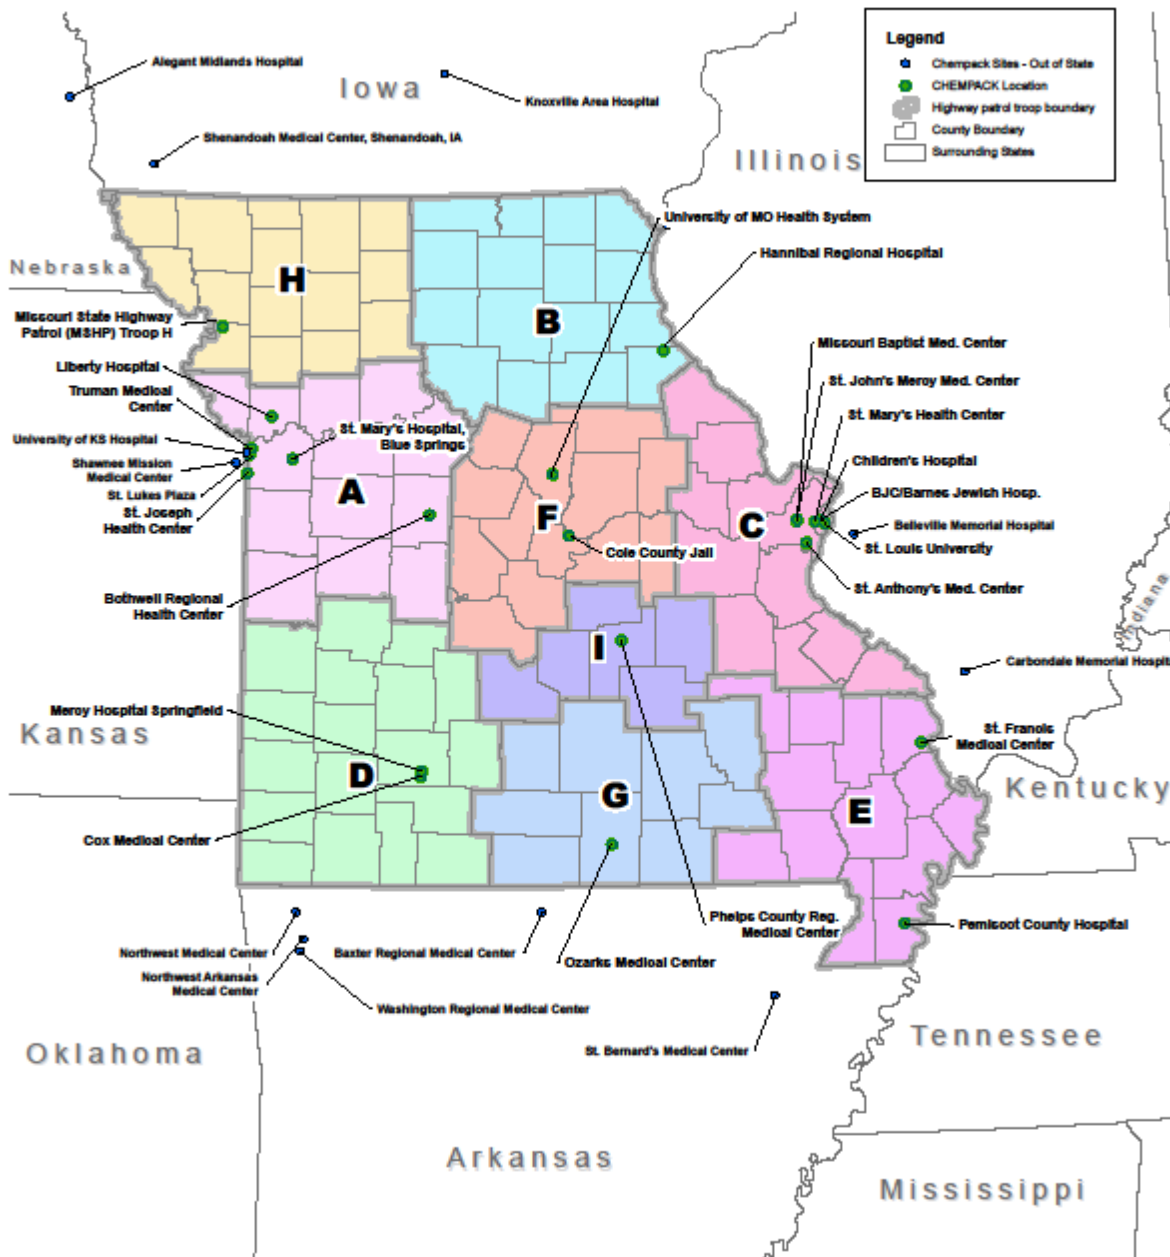 Legend
Chempack Sites - Out of State
CHEMPACK Location
Highway patrol troop boundary
County Boundary
Surrounding States
Alegant Midlands Hospital
Iowa
Knoxville Area Hospital
Shenandoah Medical Center, Shenandoah, IA
Illinois
University of MO Health System
Hannibal Regional Hospital
Nebraska
H
B
Missouri State Highway
Patrol (MSHP) Troop H
Missouri Baptist Med. Center
Liberty Hospital
St. John's Meroy Med. Center
Truman Medical
Center
St. Mary's Health Center
St. Mary's Hospital,
Blue Springs
University of KS Hospital
Children's Hospital
Shawnee Mission
Medical Center
St. Lukes Plaza
A
BJC/Barnes Jewish Hosp.
St. Joseph
Health Center
F
C
Belleville Memorial Hospital
Cole County Jail
St. Louis University
St. Anthony's Med. Center
Bothwell Regional
Health Center
Indiana
I
Carbondale Memorial Hospit
Meroy Hospital Springfield
Kansas
St. Franois
Medical Center
D
G
E
Kentucky
Cox Medioal Center
Phelps County Reg.
Medical Center
Pemisoot County Hospital
Northwest Medical Center
Baxter Regional Medical Center
Ozarks Medioal Center
Northwest Arkansas
Medical Center
Washington Regional Medical Center
St. Bernard's Medical Center
Oklahoma
Tennessee
Arkansas
Mississippi